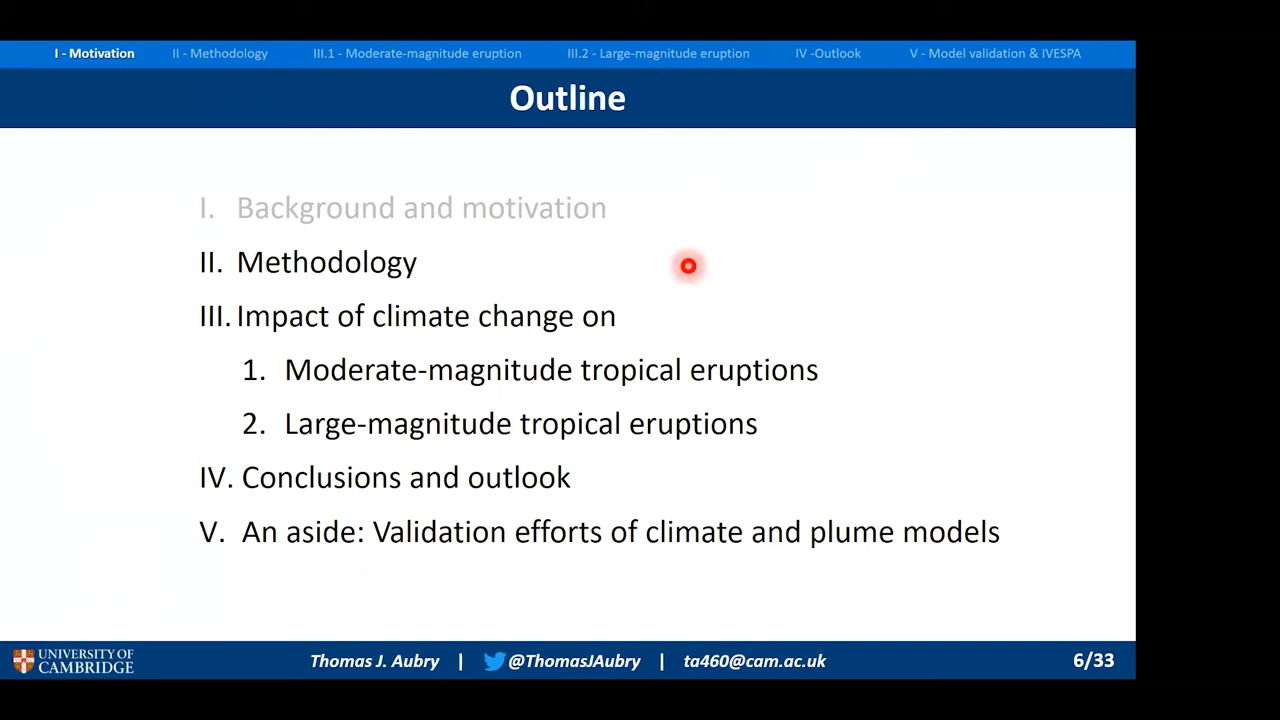 I - Motivation II - Methodology III.1 - Moderate-magnitude eruption III.2 - Large-magnitude eruption IV -Outlook V - Model validation & IVESPA
Outline
I. Background and motivation
II. Methodology
III. Impact of climate change on
1. Moderate-magnitude tropical eruptions
2. Large-magnitude tropical eruptions
IV. Conclusions and outlook
V. An aside: Validation efforts of climate and plume models
UNIVERSITY OF
CAMBRIDGE
Thomas J. Aubry | @ThomasJAubry | ta460@cam.ac.uk 6/33